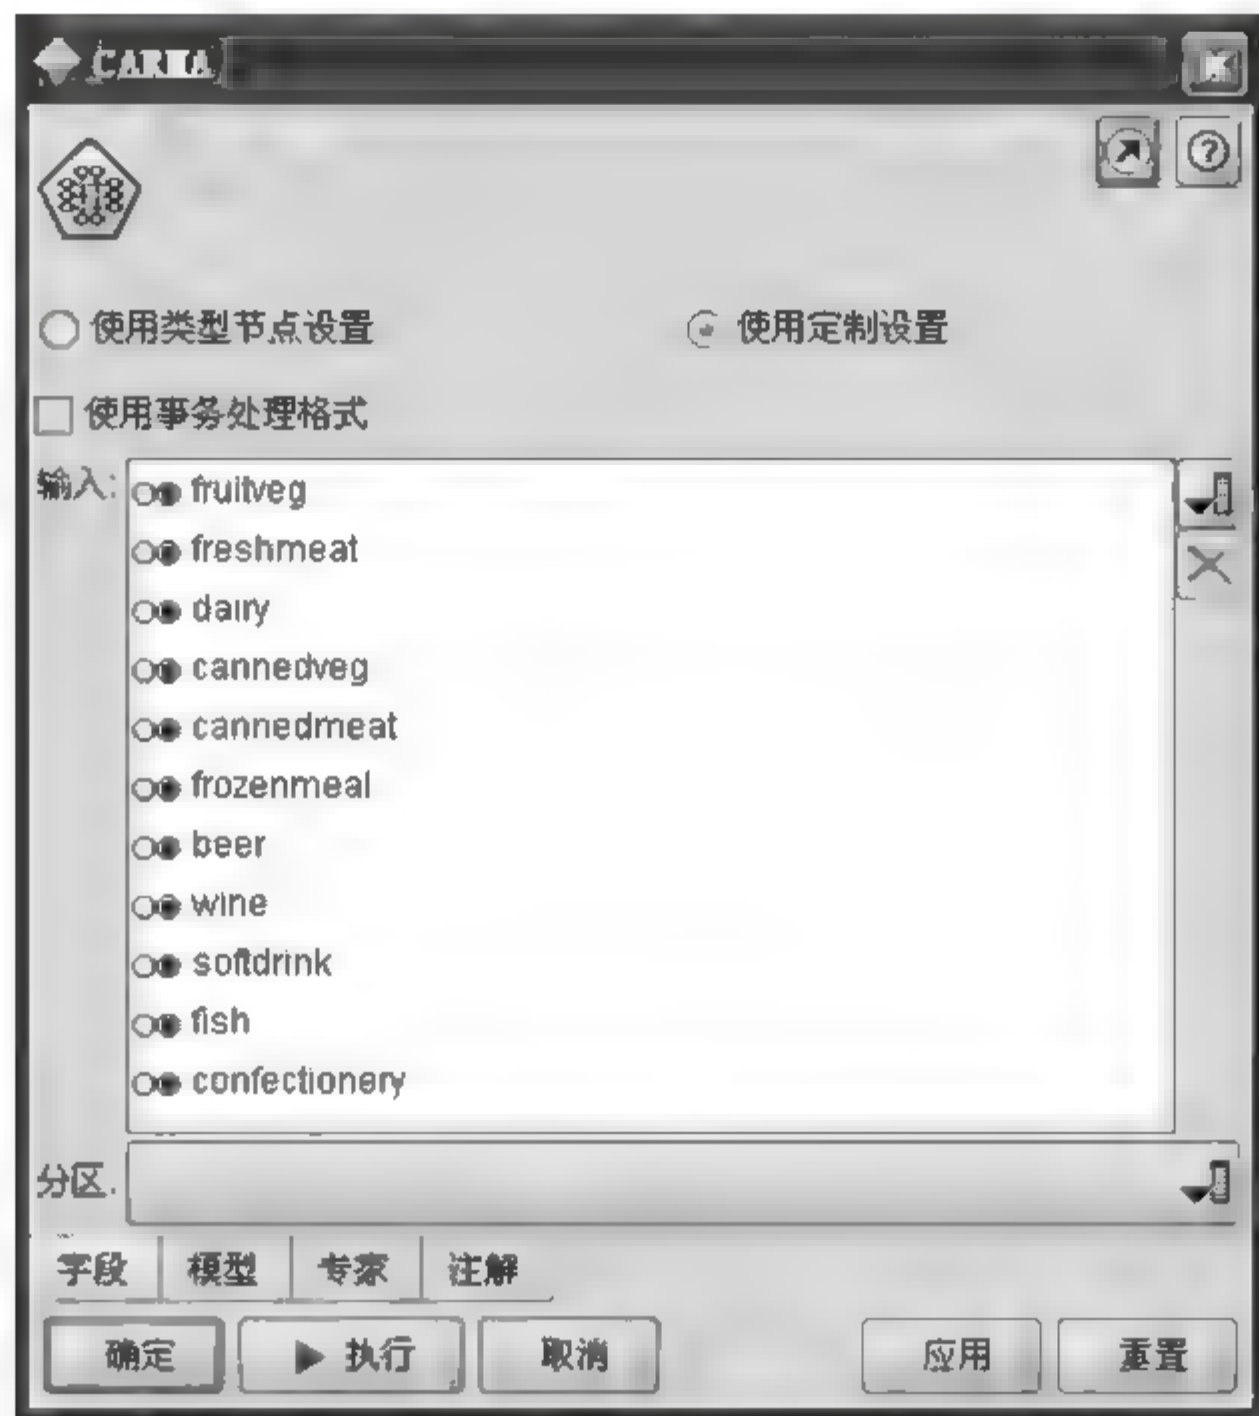 CARMA
使用类型节点设置 使用定制设置
使用事务处理格式
输入:
fruitveg
freshmeat
dairy
cannedveg
cannedmeat
frozenmeal
beer
wine
softdrink
fish
confectionery
分区:
字段 模型 专家 注解
确定 执行 取消 应用 重置